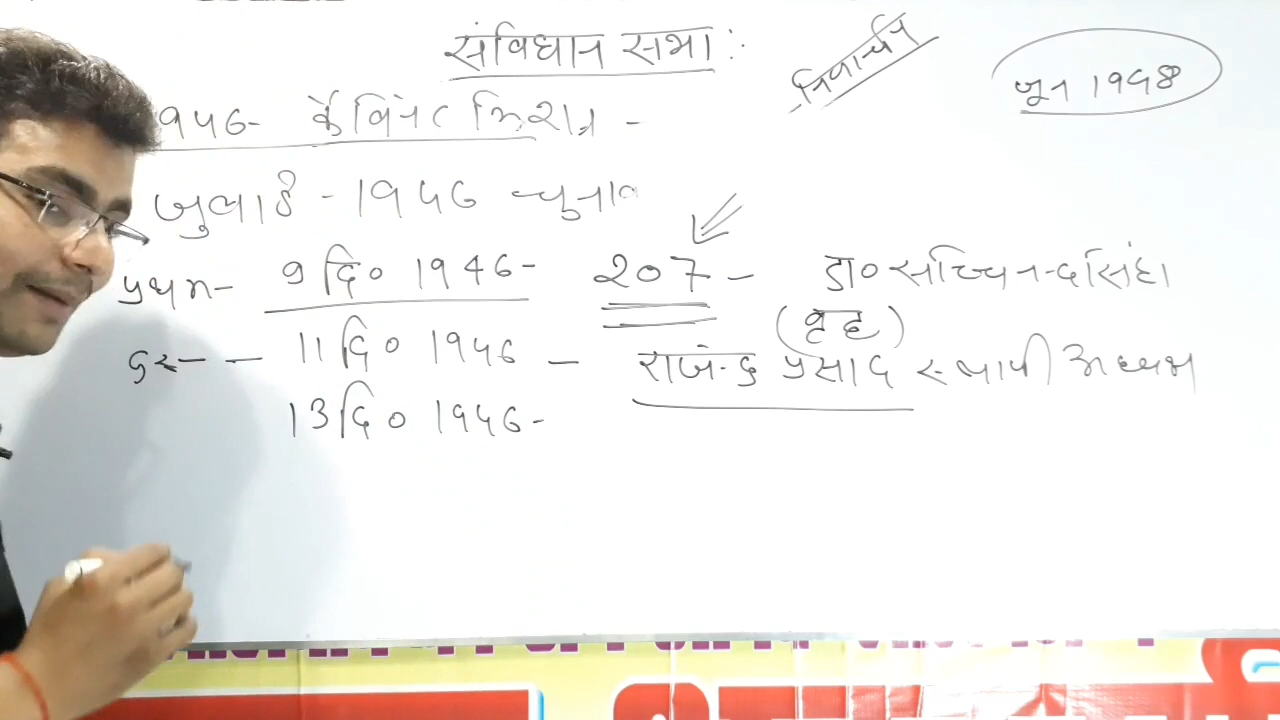 संविधान सभा :-
निर्वाचन
जून 1948
1946- कैबिनेट मिशन -
जुलाई - 1946 चुनाव
प्रथम- 9 दि० 1946- 207 - डा० सच्चिनन्द सिंहा
(वृद्ध)
दूस- - 11 दि० 1946 - राजेन्द्र प्रसाद स्थायी अध्यक्ष
13 दि० 1946-